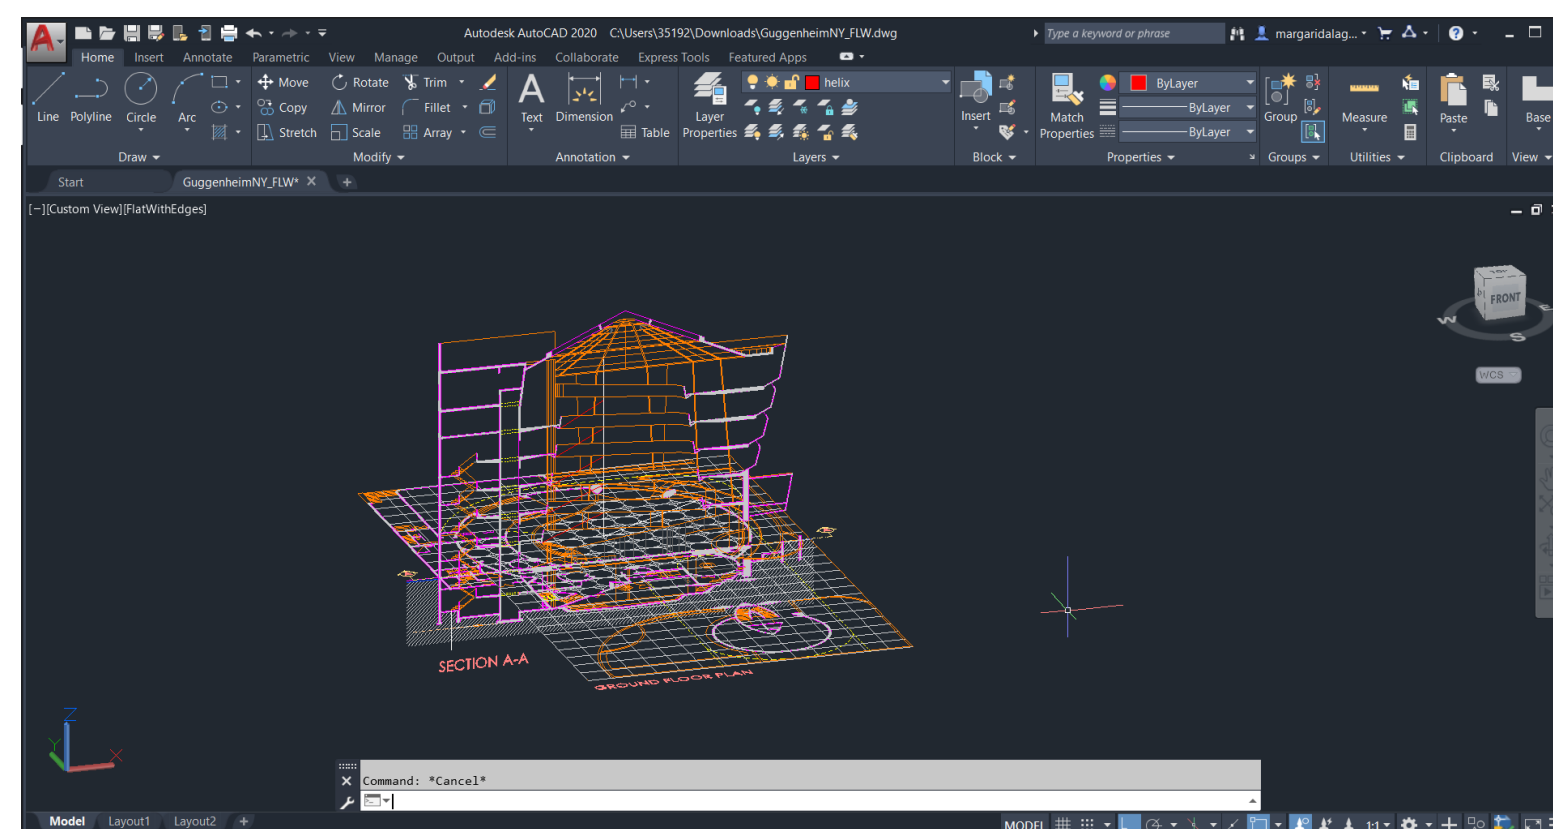 Autodesk AutoCAD 2020 C:\Users\35192\Downloads\GuggenheimNY_FLW.dwg
Type a keyword or phrase
margaridalag...
Home Insert Annotate Parametric View Manage Output Add-ins Collaborate Express Tools Featured Apps
Line Polyline Circle Arc
Move Rotate Trim
Copy Mirror Fillet
Stretch Scale Array
Text Dimension
Table
Layer
Properties
helix
Insert
Match
Properties
ByLayer
ByLayer
ByLayer
Group
Measure
Paste
Base
Draw Modify Annotation Layers Block Properties Groups Utilities Clipboard View
Start GuggenheimNY_FLW* X +
[−][Custom View][FlatWithEdges]
TOP
FRONT
W S E
WCS
SECTION A-A
GROUND FLOOR PLAN
Z
Y X
Command: *Cancel*
Model Layout1 Layout2 +
MODEL 1:1